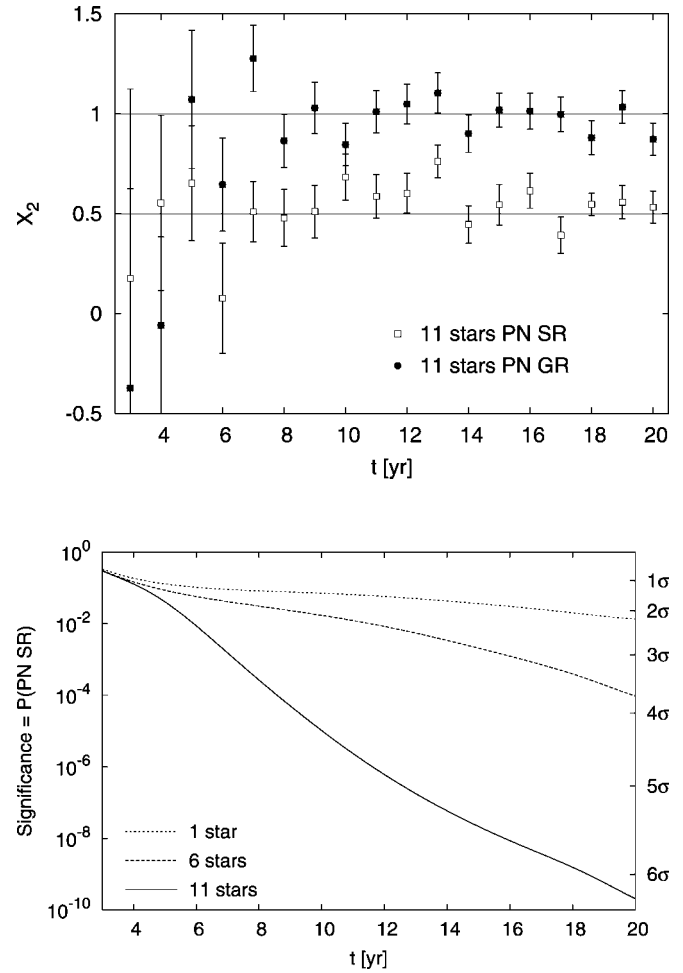 1.5
1
0.5
0
-0.5
X₂
11 stars PN SR
11 stars PN GR
4 6 8 10 12 14 16 18 20
t [yr]
10⁰
10⁻²
10⁻⁴
10⁻⁶
10⁻⁸
10⁻¹⁰
Significance = P(PN SR)
1σ
2σ
3σ
4σ
5σ
6σ
1 star
6 stars
11 stars
4 6 8 10 12 14 16 18 20
t [yr]